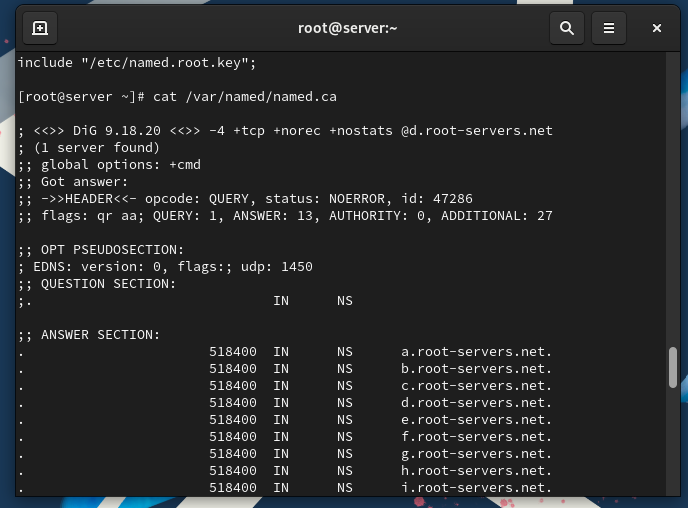 root@server:~
include "/etc/named.root.key";
[root@server ~]# cat /var/named/named.ca
; <<>> DiG 9.18.20 <<>> -4 +tcp +norec +nostats @d.root-servers.net
; (1 server found)
;; global options: +cmd
;; Got answer:
;; ->>HEADER<<- opcode: QUERY, status: NOERROR, id: 47286
;; flags: qr aa; QUERY: 1, ANSWER: 13, AUTHORITY: 0, ADDITIONAL: 27
;; OPT PSEUDOSECTION:
; EDNS: version: 0, flags:; udp: 1450
;; QUESTION SECTION:
;. IN NS
;; ANSWER SECTION:
. 518400 IN NS a.root-servers.net.
. 518400 IN NS b.root-servers.net.
. 518400 IN NS c.root-servers.net.
. 518400 IN NS d.root-servers.net.
. 518400 IN NS e.root-servers.net.
. 518400 IN NS f.root-servers.net.
. 518400 IN NS g.root-servers.net.
. 518400 IN NS h.root-servers.net.
. 518400 IN NS i.root-servers.net.